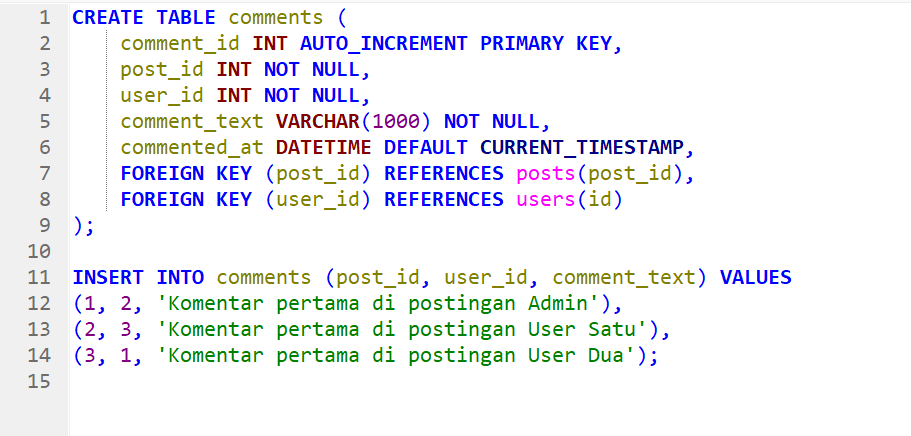 1 CREATE TABLE comments (
2     comment_id INT AUTO_INCREMENT PRIMARY KEY,
3     post_id INT NOT NULL,
4     user_id INT NOT NULL,
5     comment_text VARCHAR(1000) NOT NULL,
6     commented_at DATETIME DEFAULT CURRENT_TIMESTAMP,
7     FOREIGN KEY (post_id) REFERENCES posts(post_id),
8     FOREIGN KEY (user_id) REFERENCES users(id)
9 );
10
11 INSERT INTO comments (post_id, user_id, comment_text) VALUES
12 (1, 2, 'Komentar pertama di postingan Admin'),
13 (2, 3, 'Komentar pertama di postingan User Satu'),
14 (3, 1, 'Komentar pertama di postingan User Dua');
15